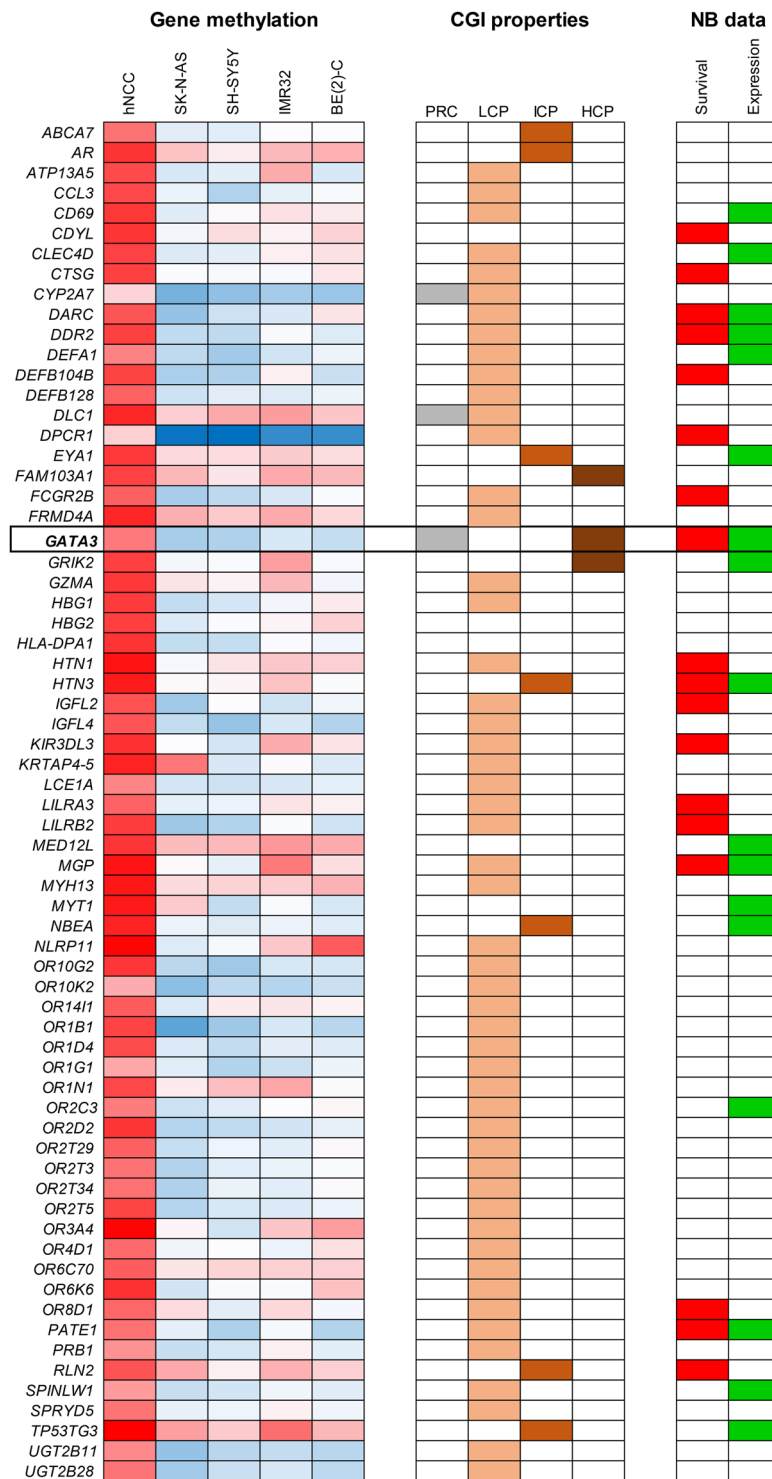 Gene methylation CGI properties NB data
hNCC SK-N-AS SH-SY5Y IMR32 BE(2)-C PRC LCP ICP HCP Survival Expression
ABCA7
AR
ATP13A5
CCL3
CD69
CDYL
CLEC4D
CTSG
CYP2A7
DARC
DDR2
DEFA1
DEFB104B
DEFB128
DLC1
DPCR1
EYA1
FAM103A1
FCGR2B
FRMD4A
GATA3
GRIK2
GZMA
HBG1
HBG2
HLA-DPA1
HTN1
HTN3
IGFL2
IGFL4
KIR3DL3
KRTAP4-5
LCE1A
LILRA3
LILRB2
MED12L
MGP
MYH13
MYT1
NBEA
NLRP11
OR10G2
OR10K2
OR14I1
OR1B1
OR1D4
OR1G1
OR1N1
OR2C3
OR2D2
OR2T29
OR2T3
OR2T34
OR2T5
OR3A4
OR4D1
OR6C70
OR6K6
OR8D1
PATE1
PRB1
RLN2
SPINLW1
SPRYD5
TP53TG3
UGT2B11
UGT2B28